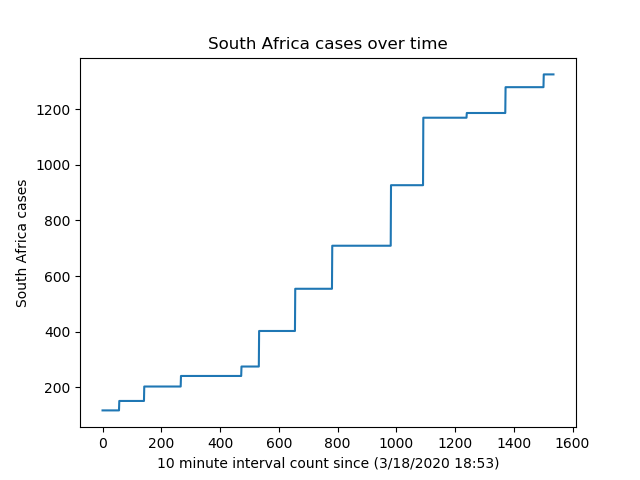 South Africa cases over time
1200
1000
800
600
400
200
South Africa cases
0 200 400 600 800 1000 1200 1400 1600
10 minute interval count since (3/18/2020 18:53)